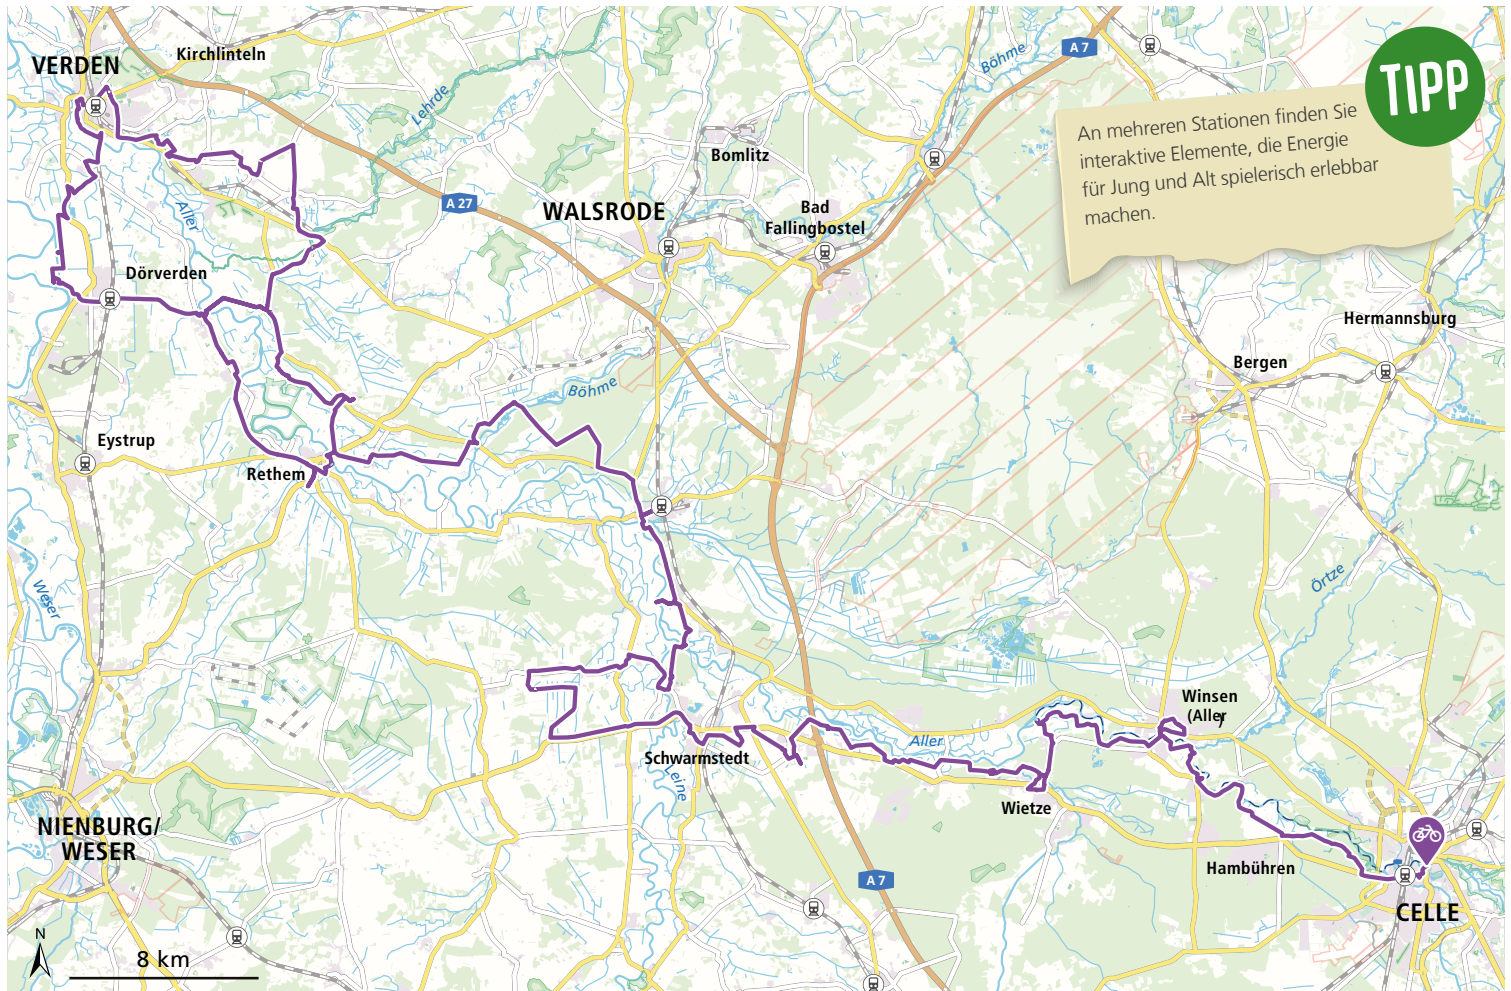 VERDEN
Kirchlinteln
Böhme
A 7
TIPP
An mehreren Stationen finden Sie
interaktive Elemente, die Energie
für Jung und Alt spielerisch erlebbar
machen.
Lehrde
Bomlitz
A 27
WALSRODE
Bad
Fallingbostel
Aller
Dörverden
Hermannsburg
Bergen
Böhme
Eystrup
Rethem
Weser
Örtze
Winsen
(Aller)
Aller
Schwarmstedt
Leine
Wietze
NIENBURG/
WESER
Hambühren
A 7
CELLE
N
8 km